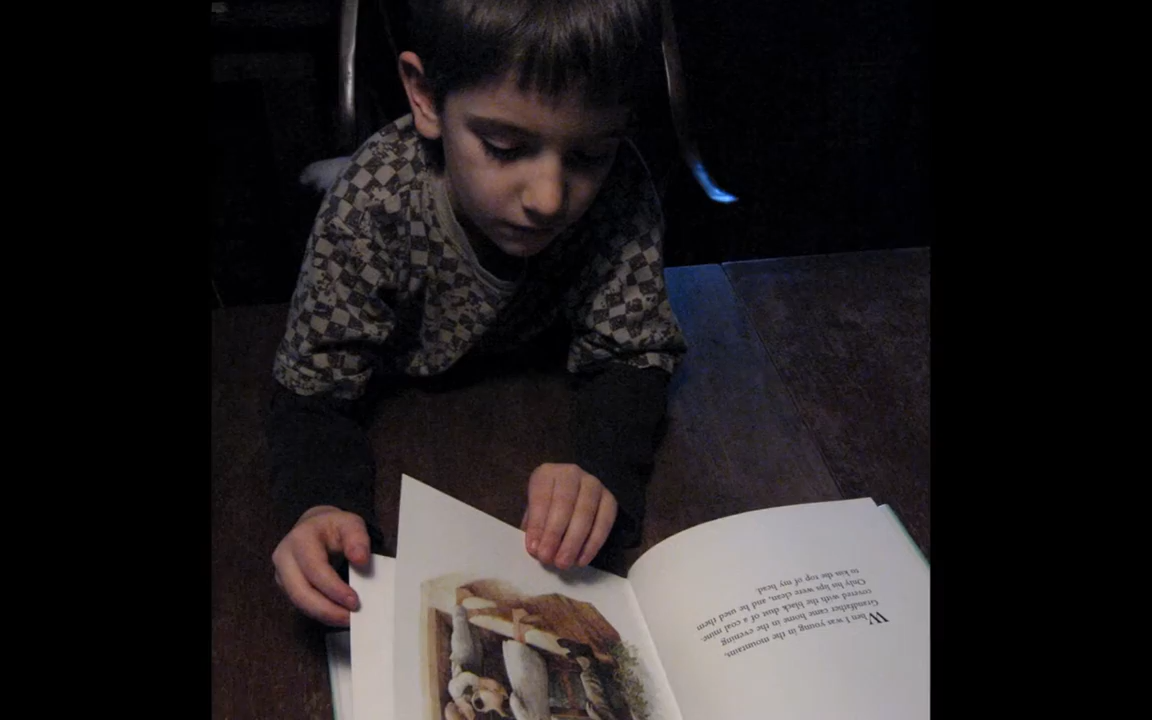 When I was young in the mountains,
Grandfather came home in the evening
covered with the black dust of a coal mine.
Only his lips were clean, and he used them
to kiss the top of my head.